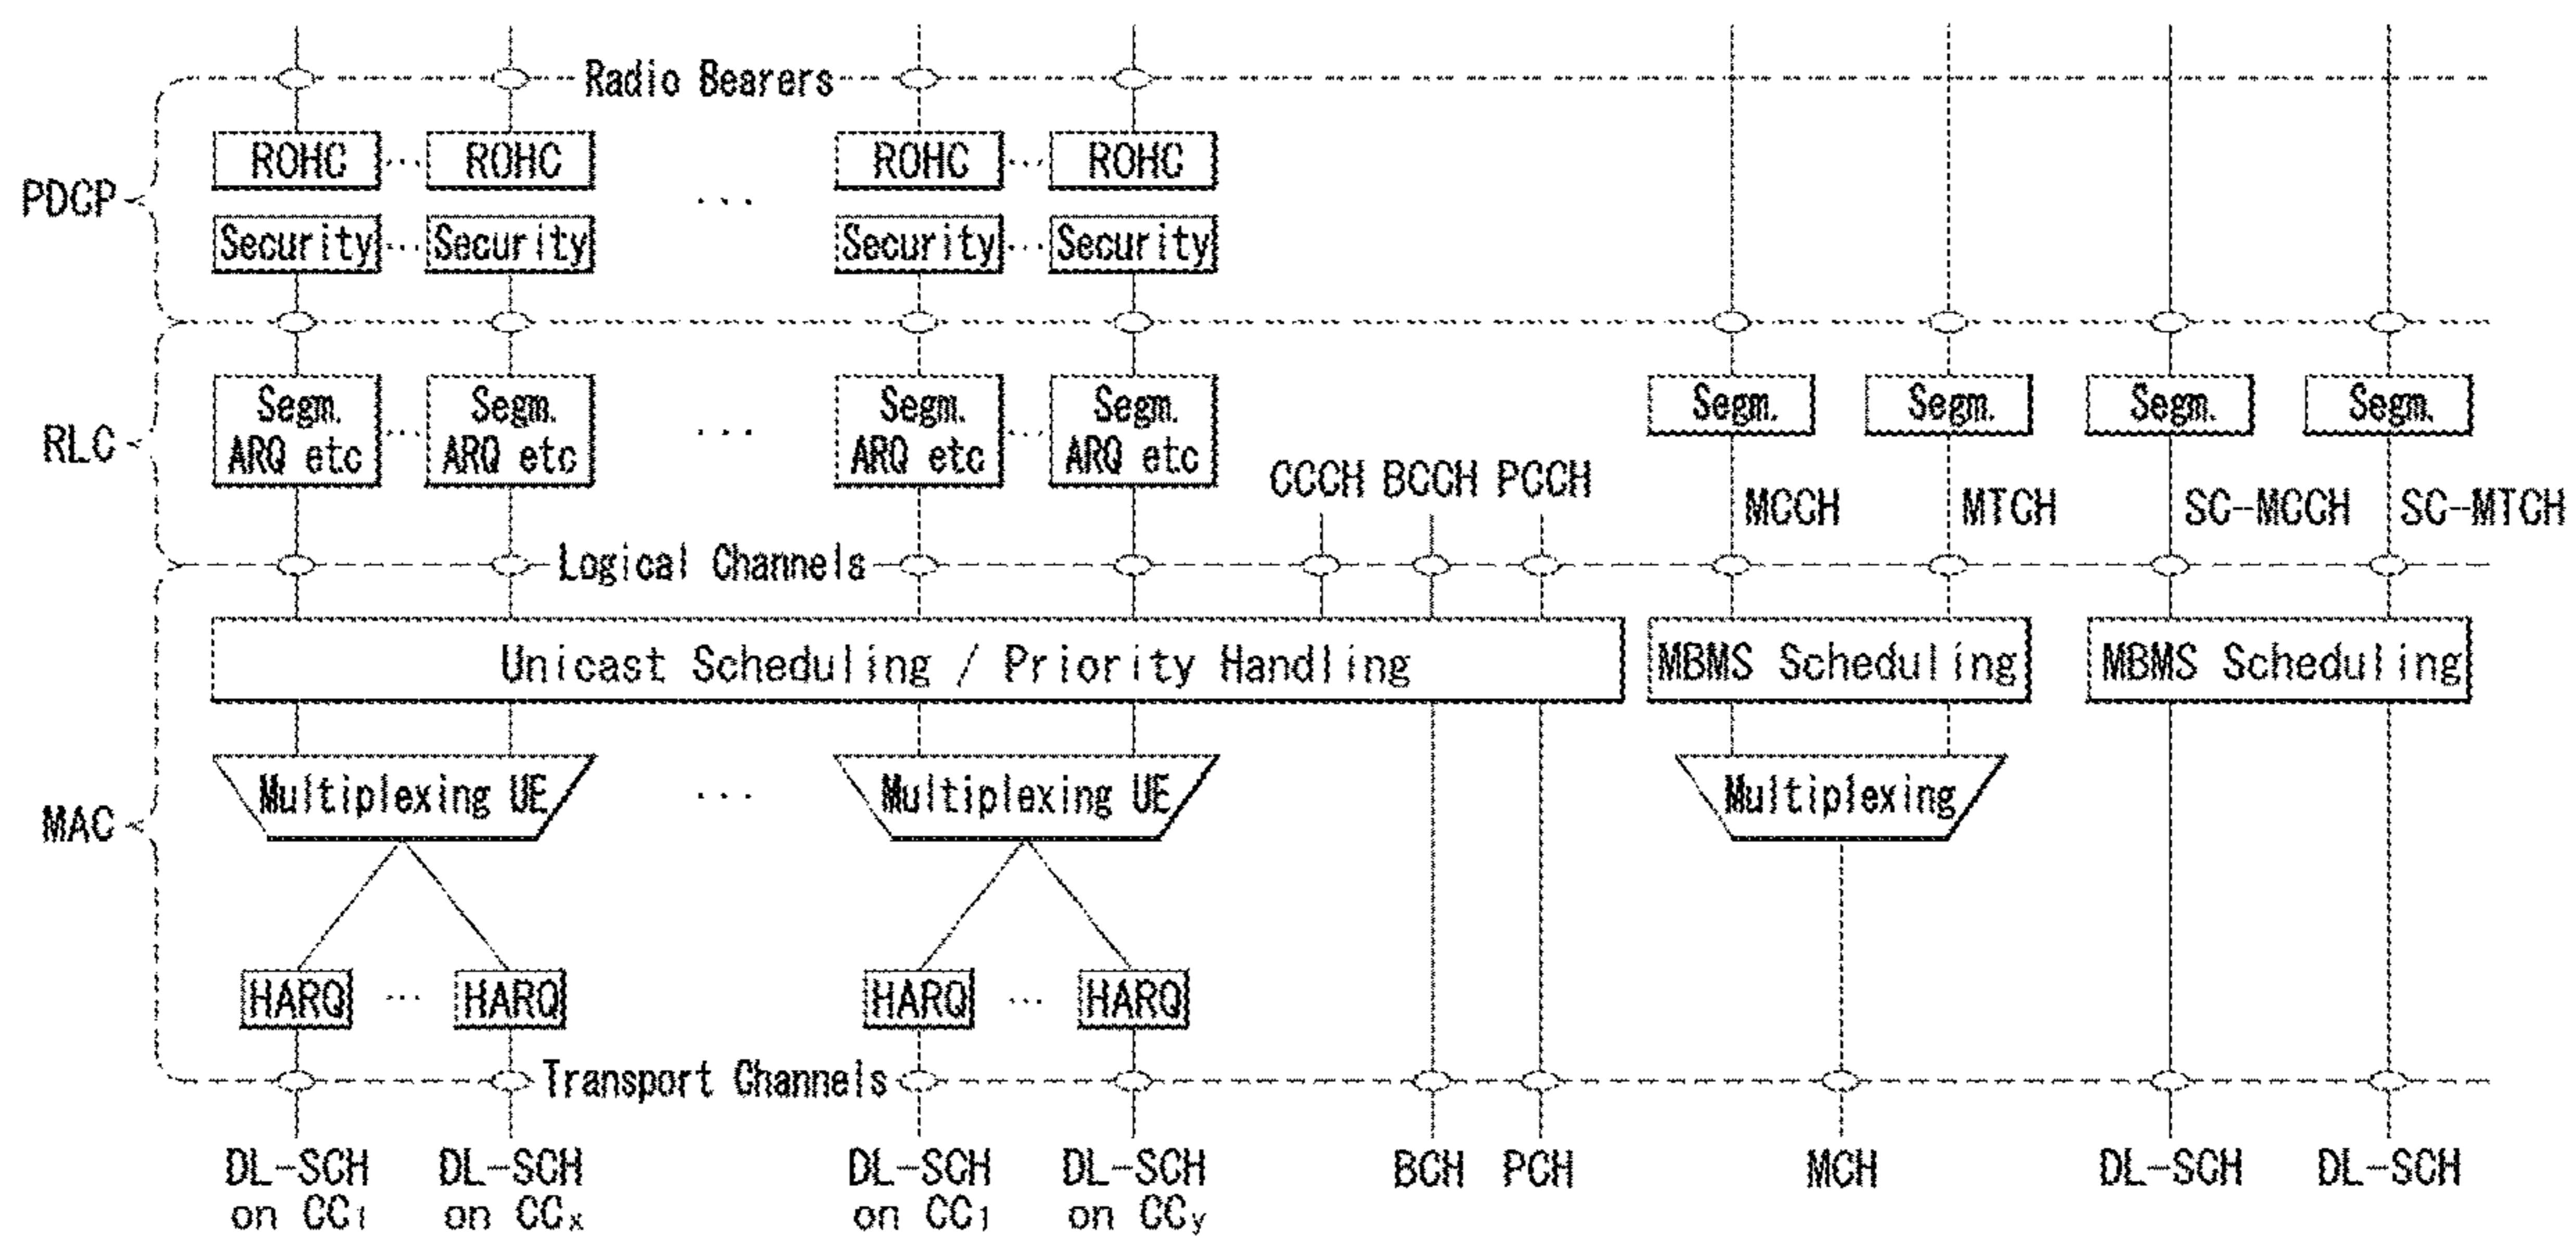 Radio Bearers
ROHC ... ROHC ... ROHC ... ROHC
PDCP
Security ... Security Security ... Security
Segm. ARQ etc ... Segm. ARQ etc ... Segm. ARQ etc ... Segm. ARQ etc
Segm. Segm. Segm. Segm.
RLC
CCCH BCCH PCCH
MCCH MTCH SC-MCCH SC-MTCH
Logical Channels
Unicast Scheduling / Priority Handling
MBMS Scheduling
MBMS Scheduling
Multiplexing UE ... Multiplexing UE
Multiplexing
MAC
HARQ ... HARQ HARQ ... HARQ
Transport Channels
DL-SCH on CC1
DL-SCH on CCx
DL-SCH on CC1
DL-SCH on CCy
BCH PCH MCH DL-SCH DL-SCH